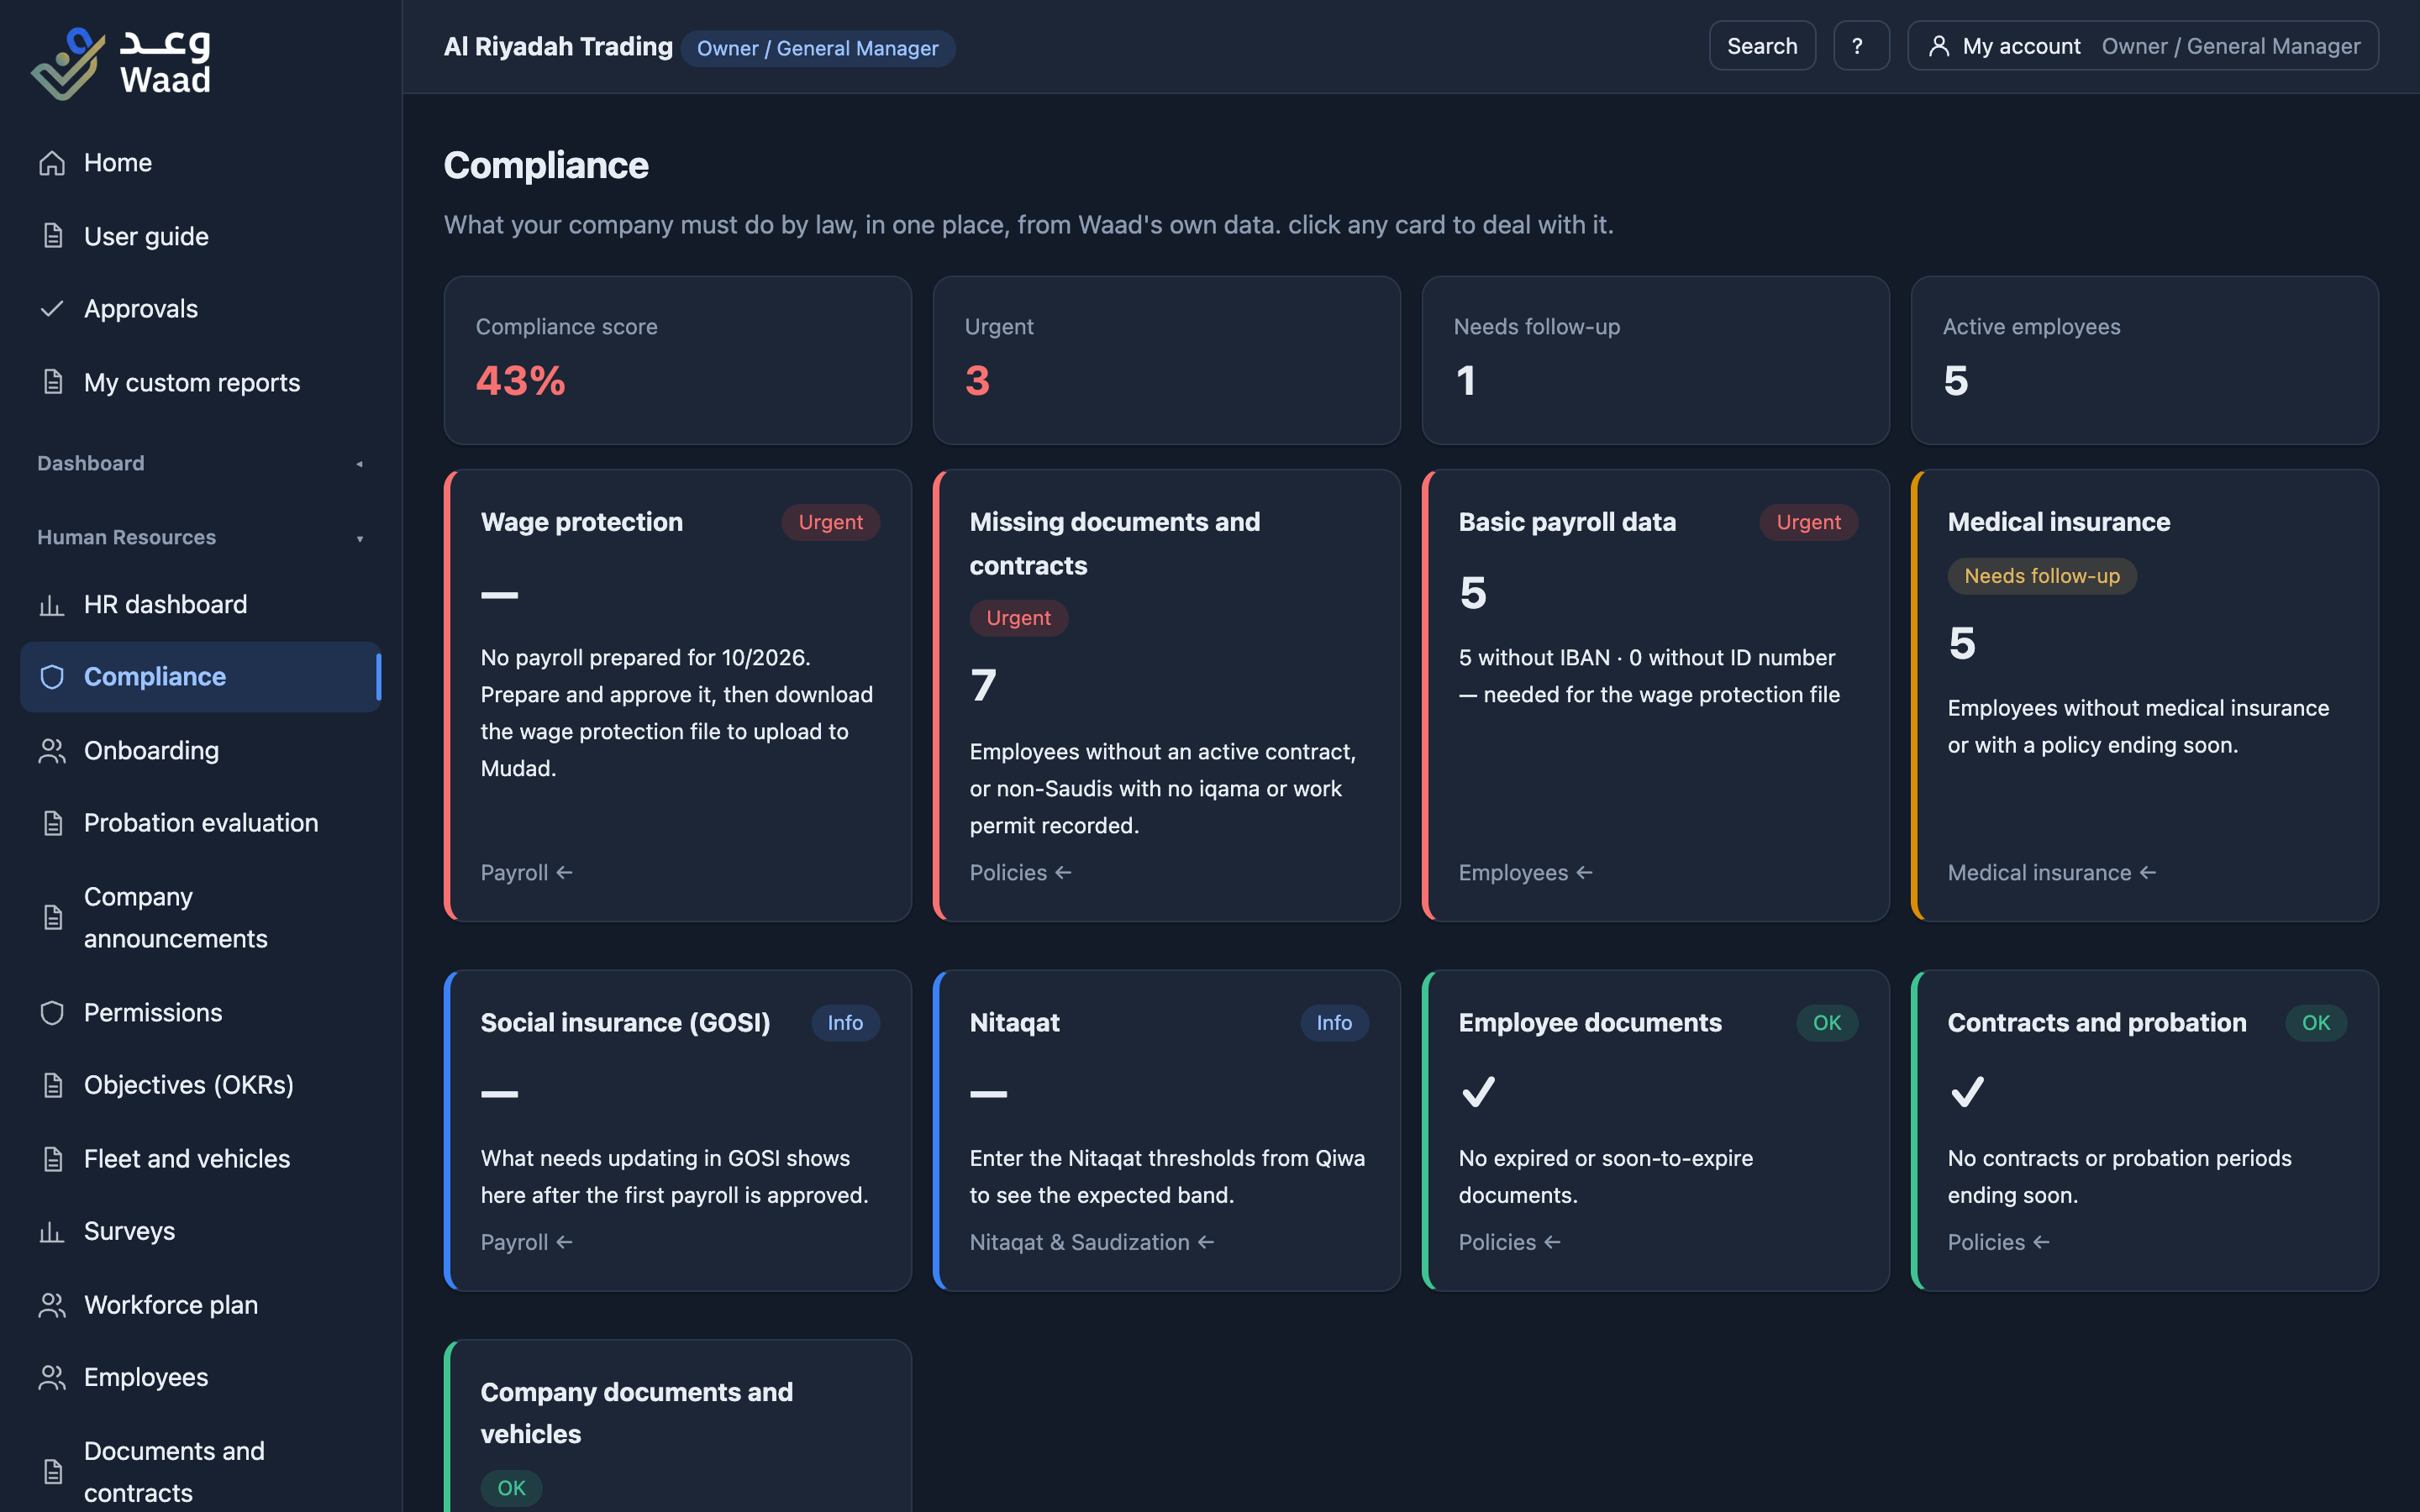 وعد
Waad
Home
User guide
Approvals
My custom reports
Dashboard
Human Resources
HR dashboard
Compliance
Onboarding
Probation evaluation
Company
announcements
Permissions
Objectives (OKRs)
Fleet and vehicles
Surveys
Workforce plan
Employees
Documents and
contracts
Al Riyadah Trading
Owner / General Manager
Search
?
My account Owner / General Manager
Compliance
What your company must do by law, in one place, from Waad's own data. click any card to deal with it.
Compliance score
43%
Urgent
3
Needs follow-up
1
Active employees
5
Wage protection
Urgent
—
No payroll prepared for 10/2026.
Prepare and approve it, then download
the wage protection file to upload to
Mudad.
Payroll ←
Missing documents and
contracts
Urgent
7
Employees without an active contract,
or non-Saudis with no iqama or work
permit recorded.
Policies ←
Basic payroll data
Urgent
5
5 without IBAN · 0 without ID number
— needed for the wage protection file
Employees ←
Medical insurance
Needs follow-up
5
Employees without medical insurance
or with a policy ending soon.
Medical insurance ←
Social insurance (GOSI)
Info
—
What needs updating in GOSI shows
here after the first payroll is approved.
Payroll ←
Nitaqat
Info
—
Enter the Nitaqat thresholds from Qiwa
to see the expected band.
Nitaqat & Saudization ←
Employee documents
OK
✓
No expired or soon-to-expire
documents.
Policies ←
Contracts and probation
OK
✓
No contracts or probation periods
ending soon.
Policies ←
Company documents and
vehicles
OK